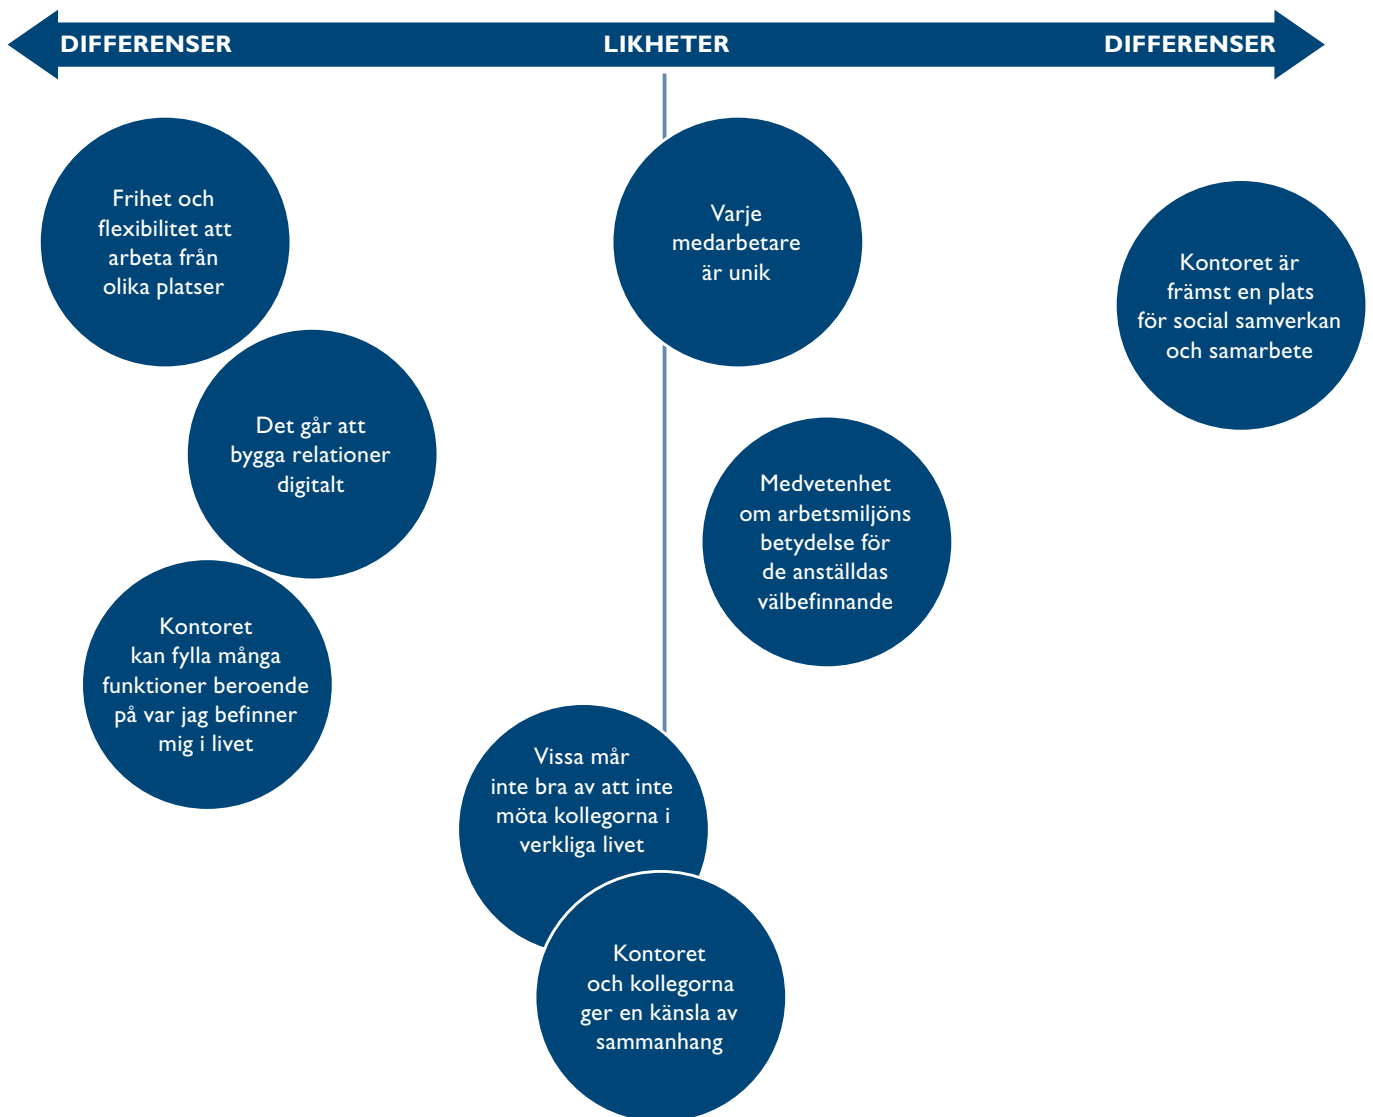 DIFFERENSER
LIKHETER
DIFFERENSER
Frihet och
flexibilitet att
arbeta från
olika platser
Varje
medarbetare
är unik
Kontoret är
främst en plats
för social samverkan
och samarbete
Det går att
bygga relationer
digitalt
Medvetenhet
om arbetsmiljöns
betydelse för
de anställdas
välbefinnande
Kontoret
kan fylla många
funktioner beroende
på var jag befinner
mig i livet
Vissa mår
inte bra av att inte
möta kollegorna i
verkliga livet
Kontoret
och kollegorna
ger en känsla av
sammanhang